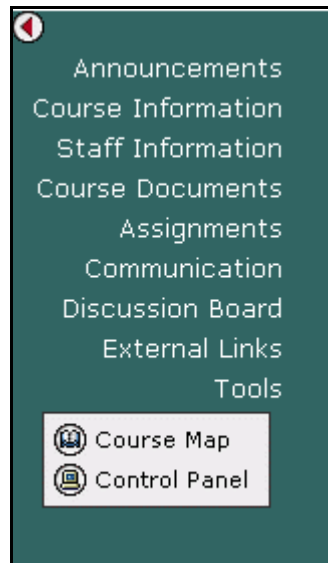 Announcements
Course Information
Staff Information
Course Documents
Assignments
Communication
Discussion Board
External Links
Tools
Course Map
Control Panel